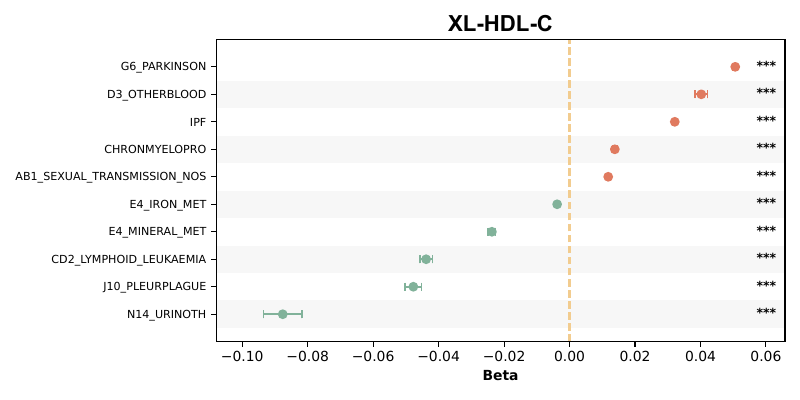 XL-HDL-C
G6_PARKINSON ***
D3_OTHERBLOOD ***
IPF ***
CHRONMYELOPRO ***
AB1_SEXUAL_TRANSMISSION_NOS ***
E4_IRON_MET ***
E4_MINERAL_MET ***
CD2_LYMPHOID_LEUKAEMIA ***
J10_PLEURPLAGUE ***
N14_URINOTH ***
−0.10 −0.08 −0.06 −0.04 −0.02 0.00 0.02 0.04 0.06
Beta